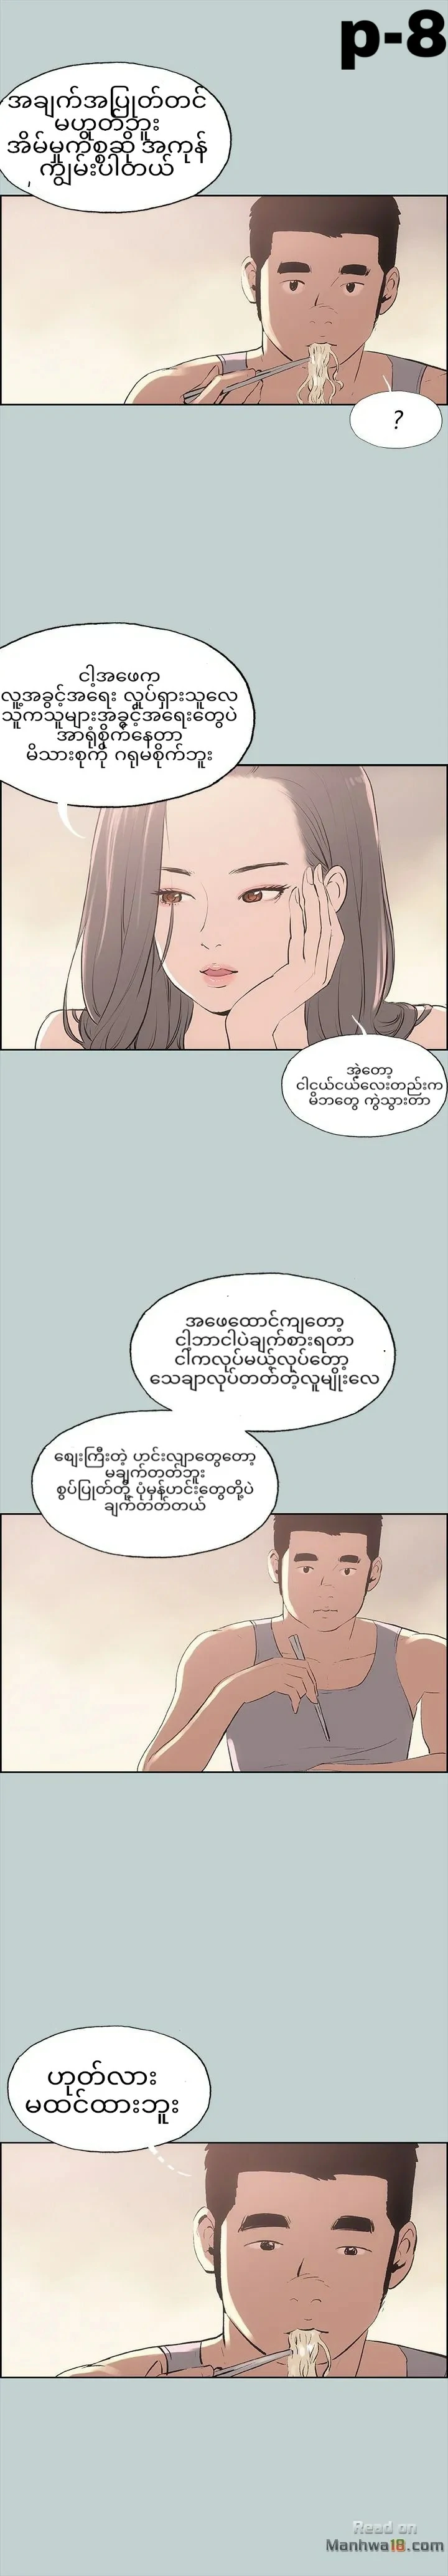 p-8
အချက်အပြုတ်တင်
မဟုတ်ဘူး
အိမ်မှုကိစ္စဆို အကုန်
ကျွမ်းပါတယ်
?
ငါ့အဖေက
လူ့အခွင့်အရေး လှုပ်ရှားသူလေ
သူကသူများအခွင့်အရေးတွေပဲ
အာရုံစိုက်နေတာ
မိသားစုကို ဂရုမစိုက်ဘူး
အဲ့တော့
ငါငယ်ငယ်လေးတည်းက
မိဘတွေ ကွဲသွားတာ
အဖေထောင်ကျတော့
ငါ့ဘာငါပဲချက်စားရတာ
ငါကလုပ်မယ့်လုပ်တော့
သေချာလုပ်တတ်တဲ့လူမျိုးလေ
ဈေးကြီးတဲ့ ဟင်းလျာတွေတော့
မချက်တတ်ဘူး
စွပ်ပြုတ်တို့ ပုံမှန်ဟင်းတွေတို့ပဲ
ချက်တတ်တယ်
ဟုတ်လား
မထင်ထားဘူး
Read on
Manhwa18.com